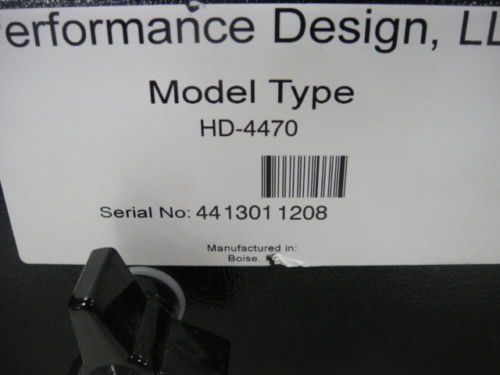 erformance Design, LL
Model Type
HD-4470
Serial No: 441301 1208
Manufactured in:
Boise,